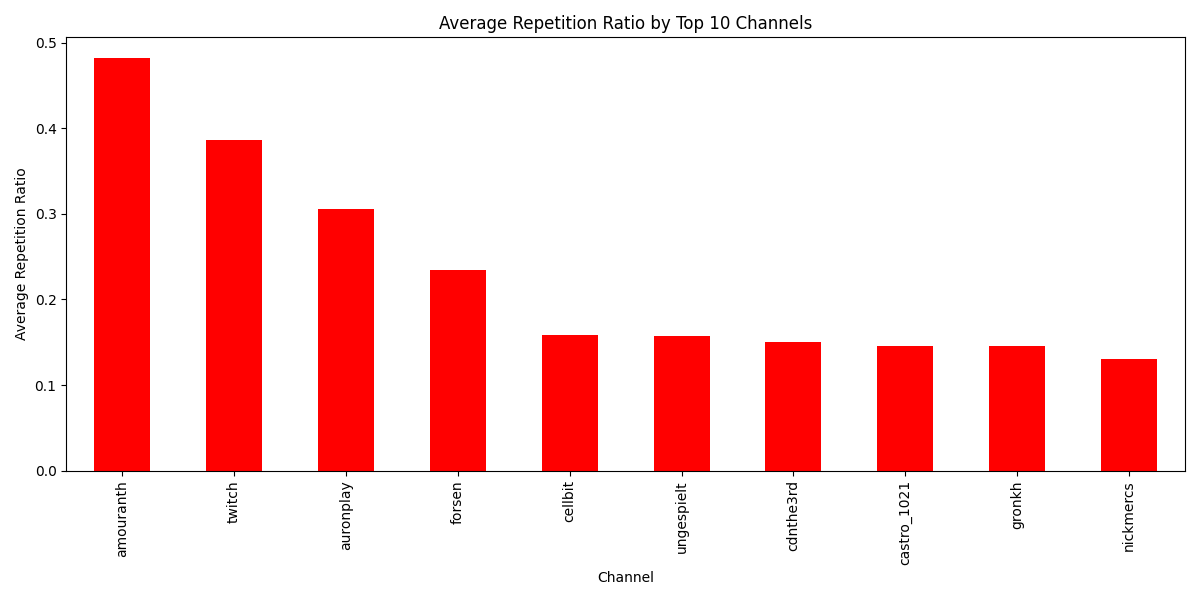 Average Repetition Ratio by Top 10 Channels
Average Repetition Ratio
0.5
0.4
0.3
0.2
0.1
0.0
amouranth
twitch
auronplay
forsen
cellbit
ungespielt
cdnthe3rd
castro_1021
gronkh
nickmercs
Channel